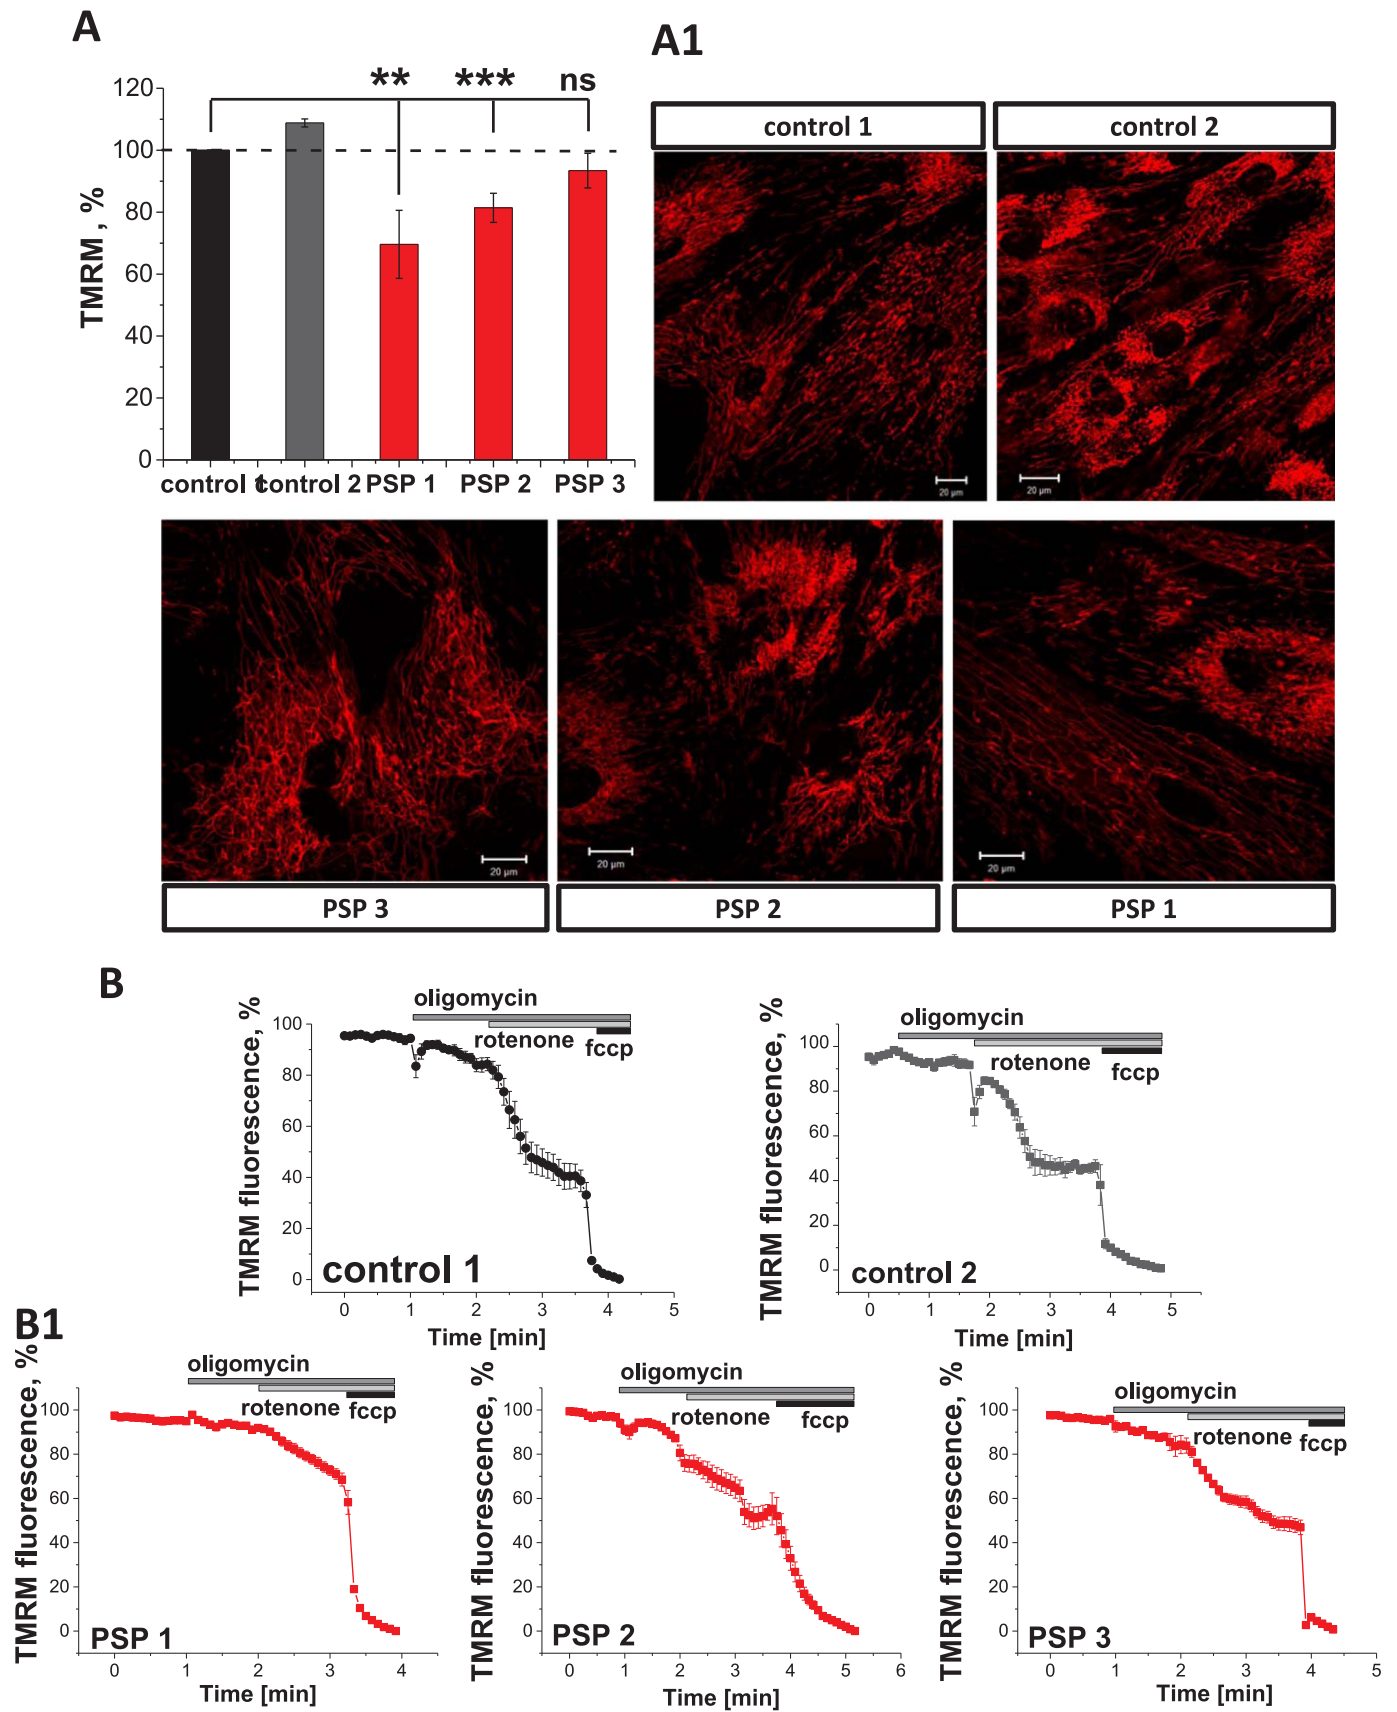 A
A1
** *** ns
TMRM , %
120
100
80
60
40
20
0
control 1 control 2 PSP 1 PSP 2 PSP 3
control 1
control 2
20 µm
20 µm
20 µm
20 µm
20 µm
PSP 3
PSP 2
PSP 1
B
TMRM fluorescence, %
100
80
60
40
20
0
oligomycin
rotenone
fccp
control 1
0 1 2 3 4 5
Time [min]
TMRM fluorescence, %
100
80
60
40
20
0
oligomycin
rotenone
fccp
control 2
0 1 2 3 4 5
Time [min]
B1
TMRM fluorescence, %
100
80
60
40
20
0
oligomycin
rotenone fccp
PSP 1
0 1 2 3 4
Time [min]
TMRM fluorescence, %
100
80
60
40
20
0
oligomycin
rotenone fccp
PSP 2
0 1 2 3 4 5 6
Time [min]
TMRM fluorescence, %
100
80
60
40
20
0
oligomycin
rotenone fccp
PSP 3
0 1 2 3 4 5
Time [min]